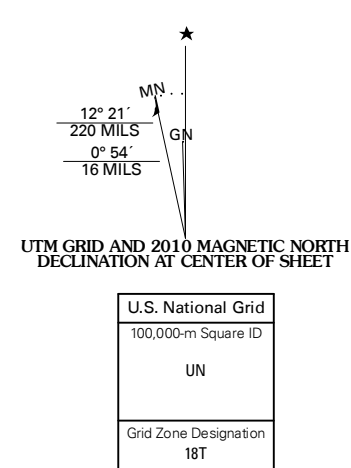 ★
MN
12° 21´
220 MILS
GN
0° 54´
16 MILS
UTM GRID AND 2010 MAGNETIC NORTH
DECLINATION AT CENTER OF SHEET
U.S. National Grid
100,000-m Square ID
UN
Grid Zone Designation
18T